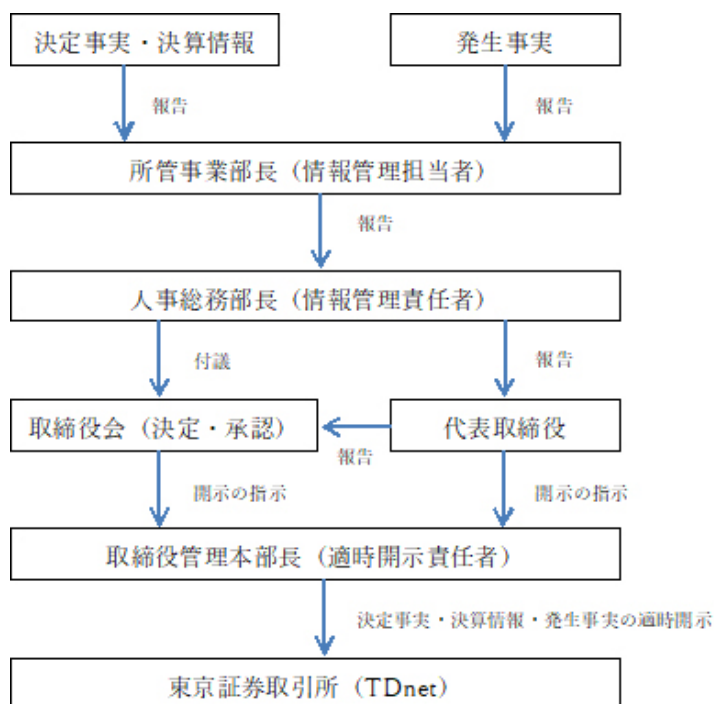 決定事実・決算情報
発生事実
報告
報告
所管事業部長（情報管理担当者）
報告
人事総務部長（情報管理責任者）
付議
報告
取締役会（決定・承認）
代表取締役
報告
開示の指示
開示の指示
取締役管理本部長（適時開示責任者）
決定事実・決算情報・発生事実の適時開示
東京証券取引所（TDnet）